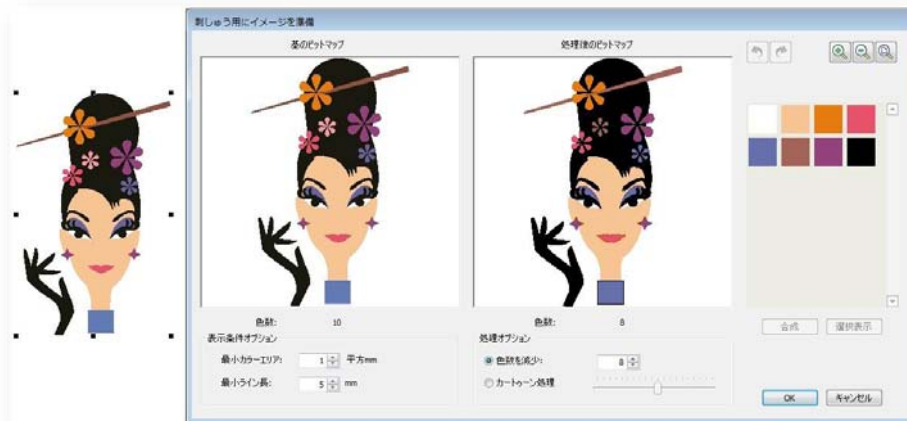 刺しゅう用にイメージを準備
基のビットマップ
処理後のビットマップ
色数: 10
色数: 8
表示条件オプション
最小カラーエリア: 1 平方mm
最小ライン長: 5 mm
処理オプション
色数を減少: 8
カートゥーン処理
合成
選択表示
OK
キャンセル